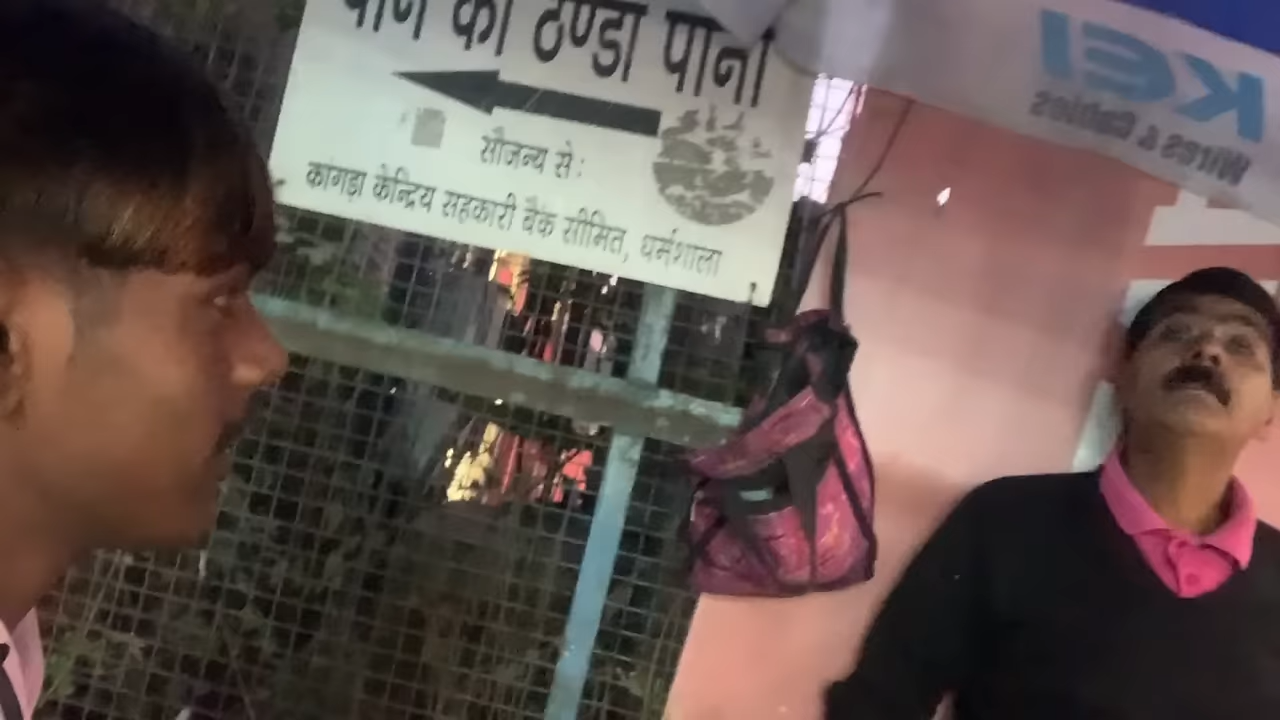 का ठण्डा पानी
सौजन्य से:
कांगड़ा केन्द्रिय सहकारी बैंक सीमित, धर्मशाला
KEI
Wires & Cables